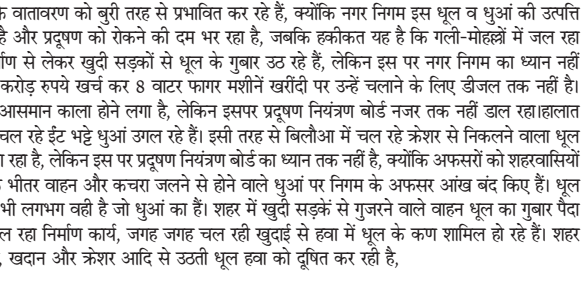 क वातावरण को बुरी तरह से प्रभावित कर रहे हैं, क्योंकि नगर निगम इस धूल व धुआं की उत्पत्ति
है और प्रदूषण को रोकने की दम भर रहा है, जबकि हकीकत यह है कि गली-मोहल्लों में जल रहा
र्माण से लेकर खुदी सड़कों से धूल के गुबार उठ रहे हैं, लेकिन इस पर नगर निगम का ध्यान नहीं
करोड़ रुपये खर्च कर 8 वाटर फागर मशीनें खरींदी पर उन्हें चलाने के लिए डीजल तक नहीं है।
आसमान काला होने लगा है, लेकिन इसपर प्रदूषण नियंत्रण बोर्ड नजर तक नहीं डाल रहा।हालात
चल रहे ईंट भट्टे धुआं उगल रहे हैं। इसी तरह से बिलौआ में चल रहे क्रेशर से निकलने वाला धूल
रहा है, लेकिन इस पर प्रदूषण नियंत्रण बोर्ड का ध्यान तक नहीं है, क्योंकि अफसरों को शहरवासियों
भीतर वाहन और कचरा जलने से होने वाले धुआं पर निगम के अफसर आंख बंद किए हैं। धूल
भी लगभग वही है जो धुआं का हैं। शहर में खुदी सड़कें से गुजरने वाले वाहन धूल का गुबार पैदा
ल रहा निर्माण कार्य, जगह जगह चल रही खुदाई से हवा में धूल के कण शामिल हो रहे हैं। शहर
, खदान और क्रेशर आदि से उठती धूल हवा को दूषित कर रही है,